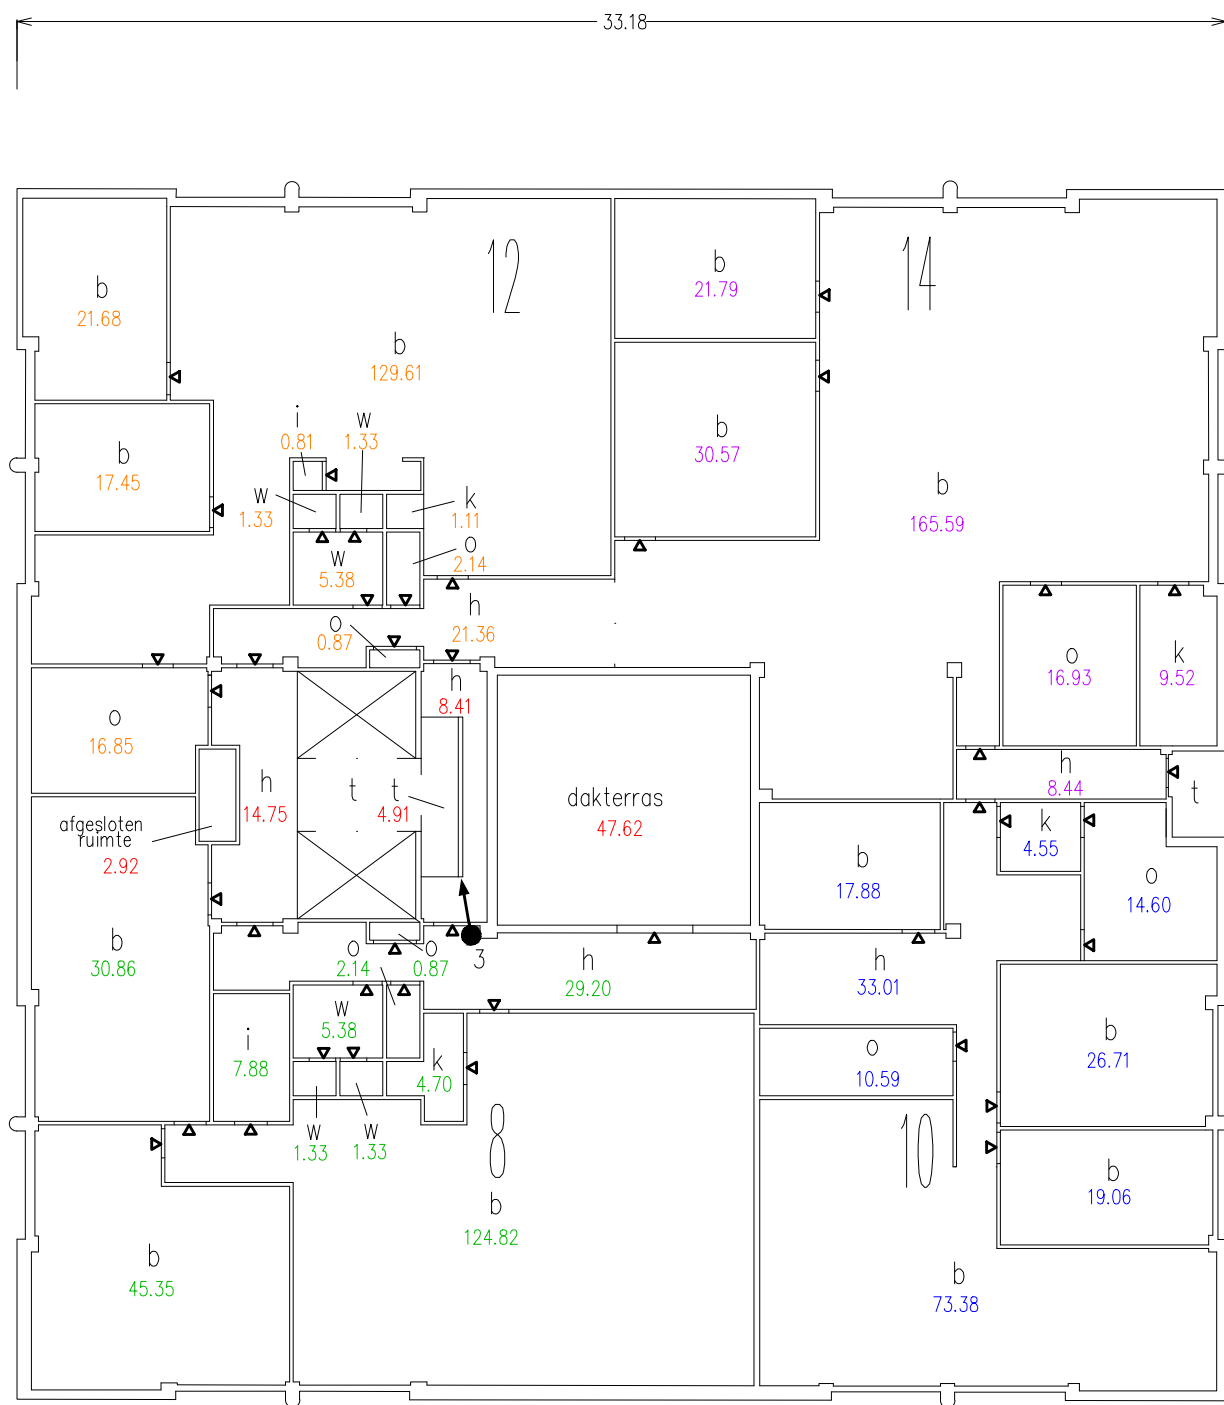 33.18
12
14
b
21.68
b
129.61
b
21.79
b
17.45
i
0.81
w
1.33
b
30.57
w
1.33
k
1.11
b
165.59
w
5.38
o
2.14
o
0.87
h
21.36
o
16.85
h
8.41
o
16.93
k
9.52
h
14.75
t
t
4.91
dakterras
47.62
h
8.44
t
afgesloten
ruimte
2.92
k
4.55
b
17.88
o
14.60
b
30.86
o
2.14
o
0.87
3
h
29.20
h
33.01
i
7.88
w
5.38
k
4.70
o
10.59
b
26.71
w
1.33
w
1.33
8
10
b
19.06
b
124.82
b
45.35
b
73.38